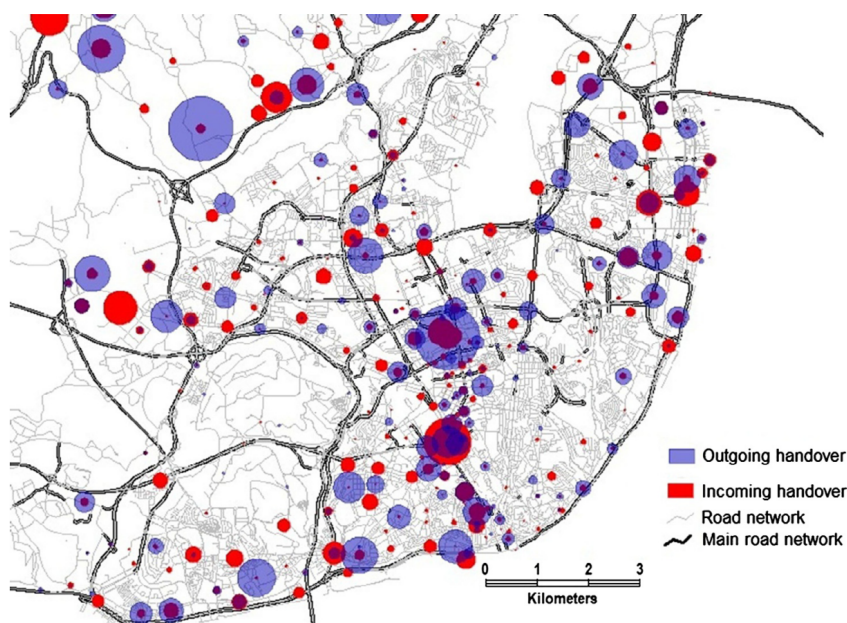 Outgoing handover
Incoming handover
Road network
Main road network
0 1 2 3
Kilometers